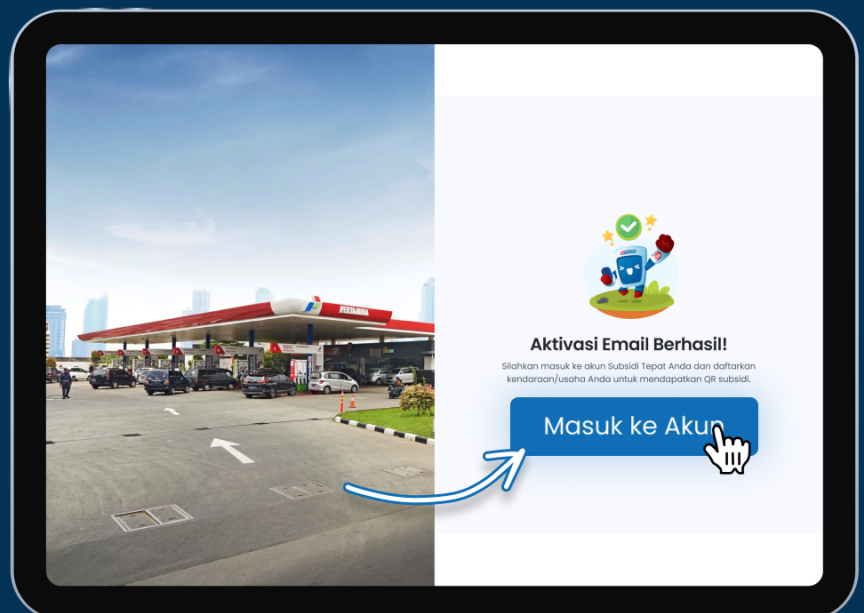 PERTAMINA
Aktivasi Email Berhasil!
Silahkan masuk ke akun Subsidi Tepat Anda dan daftarkan
kendaraan/usaha Anda untuk mendapatkan QR subsidi.
Masuk ke Akun